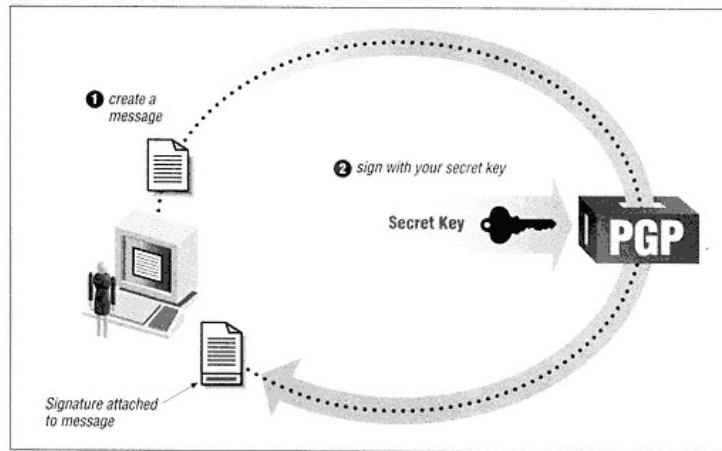 1 create a
message
2 sign with your secret key
Secret Key
PGP
Signature attached
to message